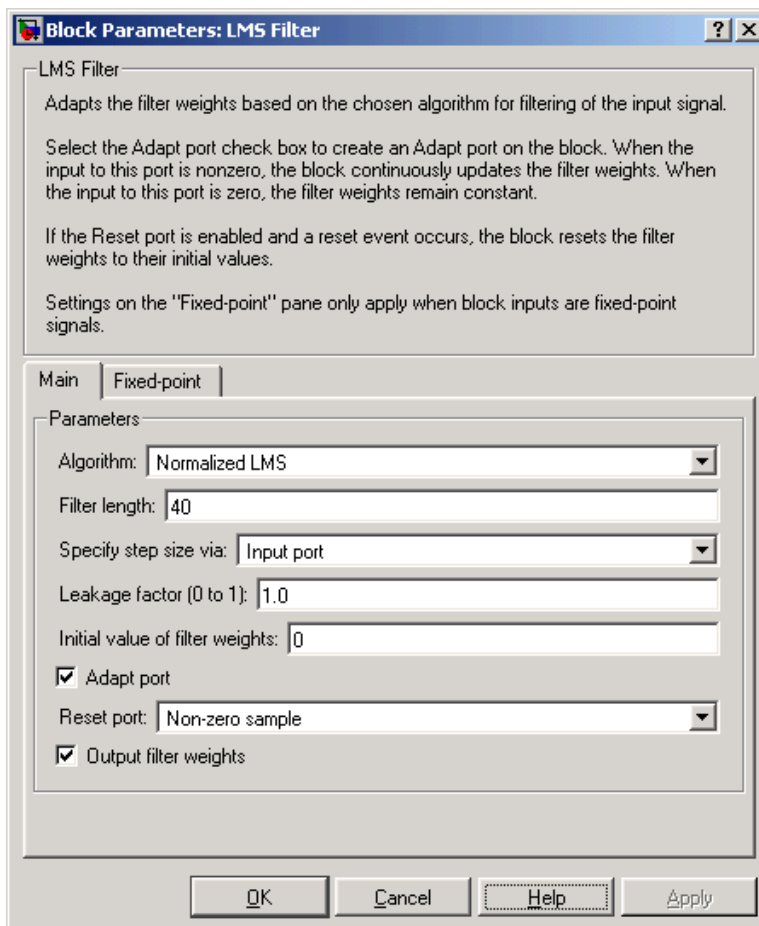 Block Parameters: LMS Filter
LMS Filter
Adapts the filter weights based on the chosen algorithm for filtering of the input signal.
Select the Adapt port check box to create an Adapt port on the block. When the
input to this port is nonzero, the block continuously updates the filter weights. When
the input to this port is zero, the filter weights remain constant.
If the Reset port is enabled and a reset event occurs, the block resets the filter
weights to their initial values.
Settings on the "Fixed-point" pane only apply when block inputs are fixed-point
signals.
Main Fixed-point
Parameters
Algorithm: Normalized LMS
Filter length: 40
Specify step size via: Input port
Leakage factor (0 to 1): 1.0
Initial value of filter weights: 0
Adapt port
Reset port: Non-zero sample
Output filter weights
OK Cancel Help Apply